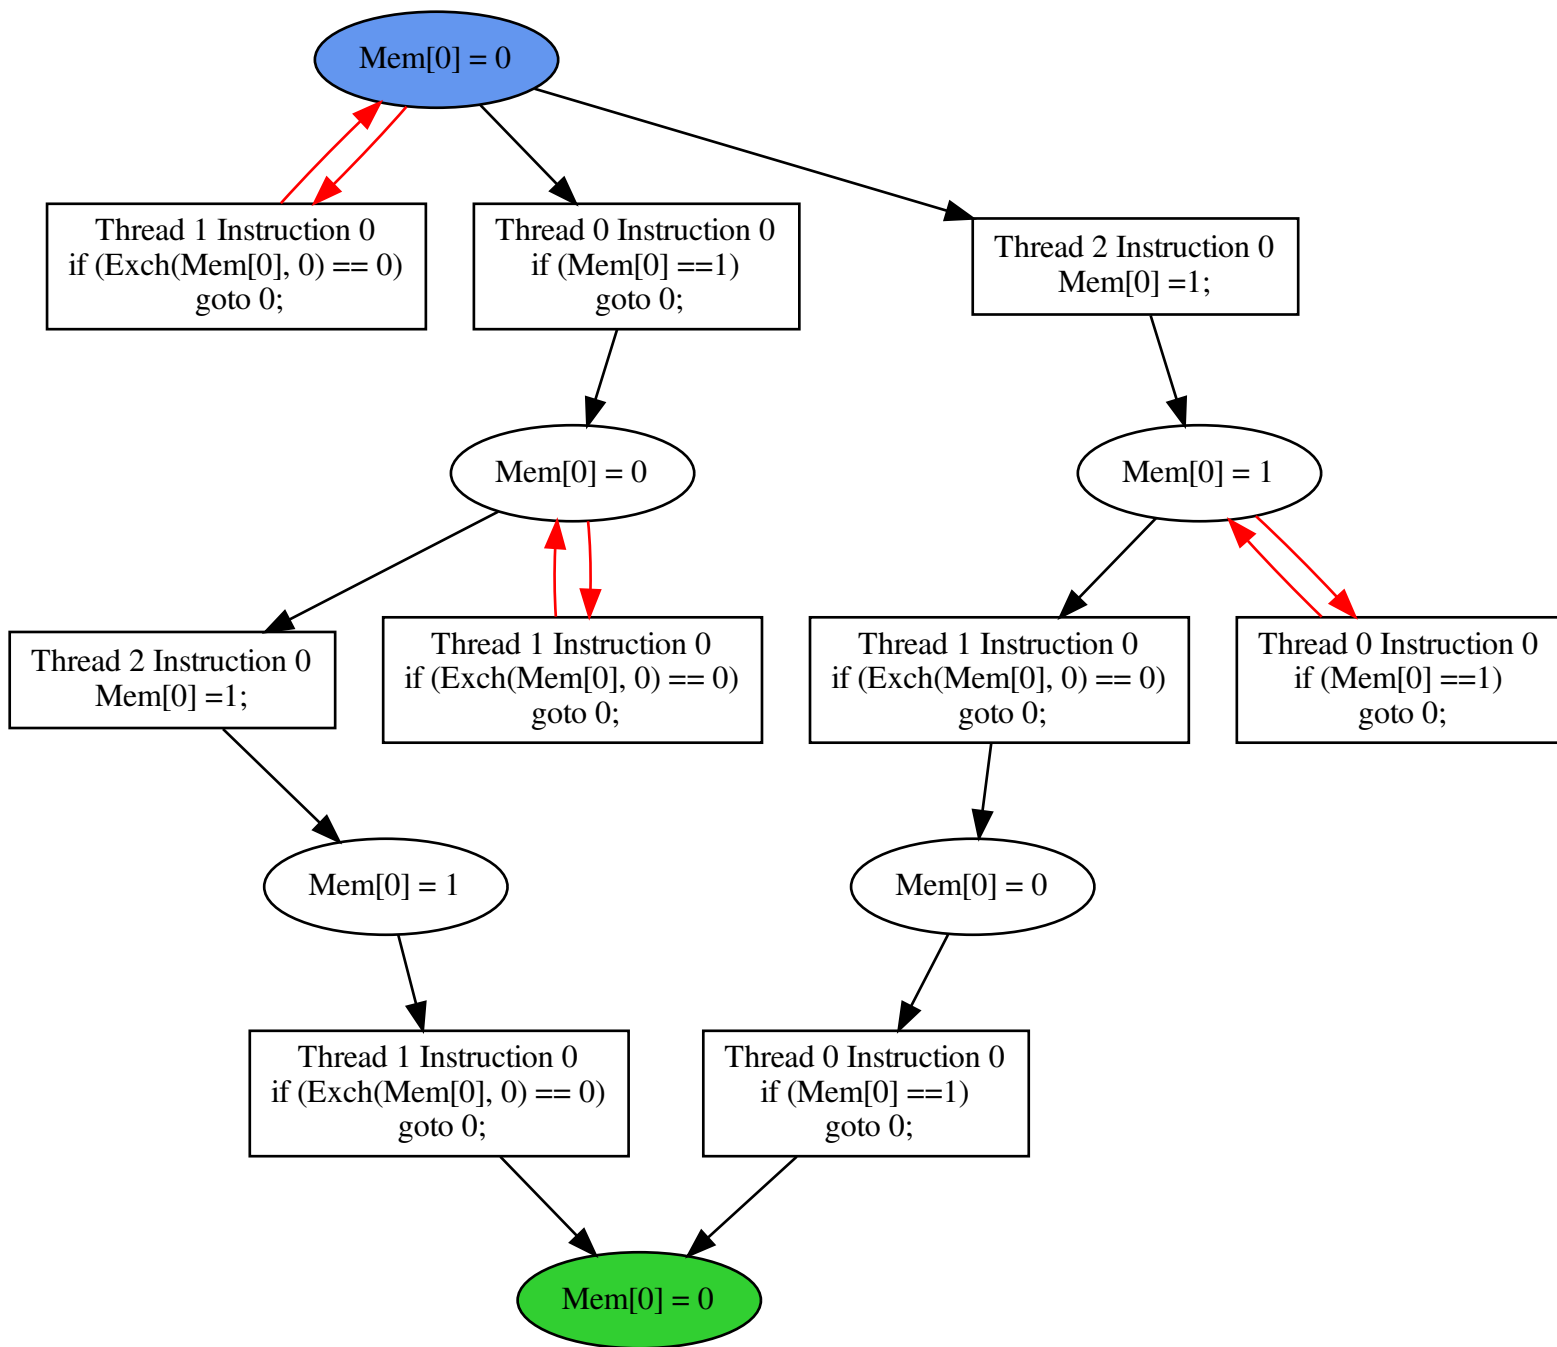 Mem[0] = 0
Thread 1 Instruction 0
if (Exch(Mem[0], 0) == 0)
goto 0;
Thread 0 Instruction 0
if (Mem[0] ==1)
goto 0;
Thread 2 Instruction 0
Mem[0] =1;
Mem[0] = 0
Mem[0] = 1
Thread 2 Instruction 0
Mem[0] =1;
Thread 1 Instruction 0
if (Exch(Mem[0], 0) == 0)
goto 0;
Thread 1 Instruction 0
if (Exch(Mem[0], 0) == 0)
goto 0;
Thread 0 Instruction 0
if (Mem[0] ==1)
goto 0;
Mem[0] = 1
Mem[0] = 0
Thread 1 Instruction 0
if (Exch(Mem[0], 0) == 0)
goto 0;
Thread 0 Instruction 0
if (Mem[0] ==1)
goto 0;
Mem[0] = 0